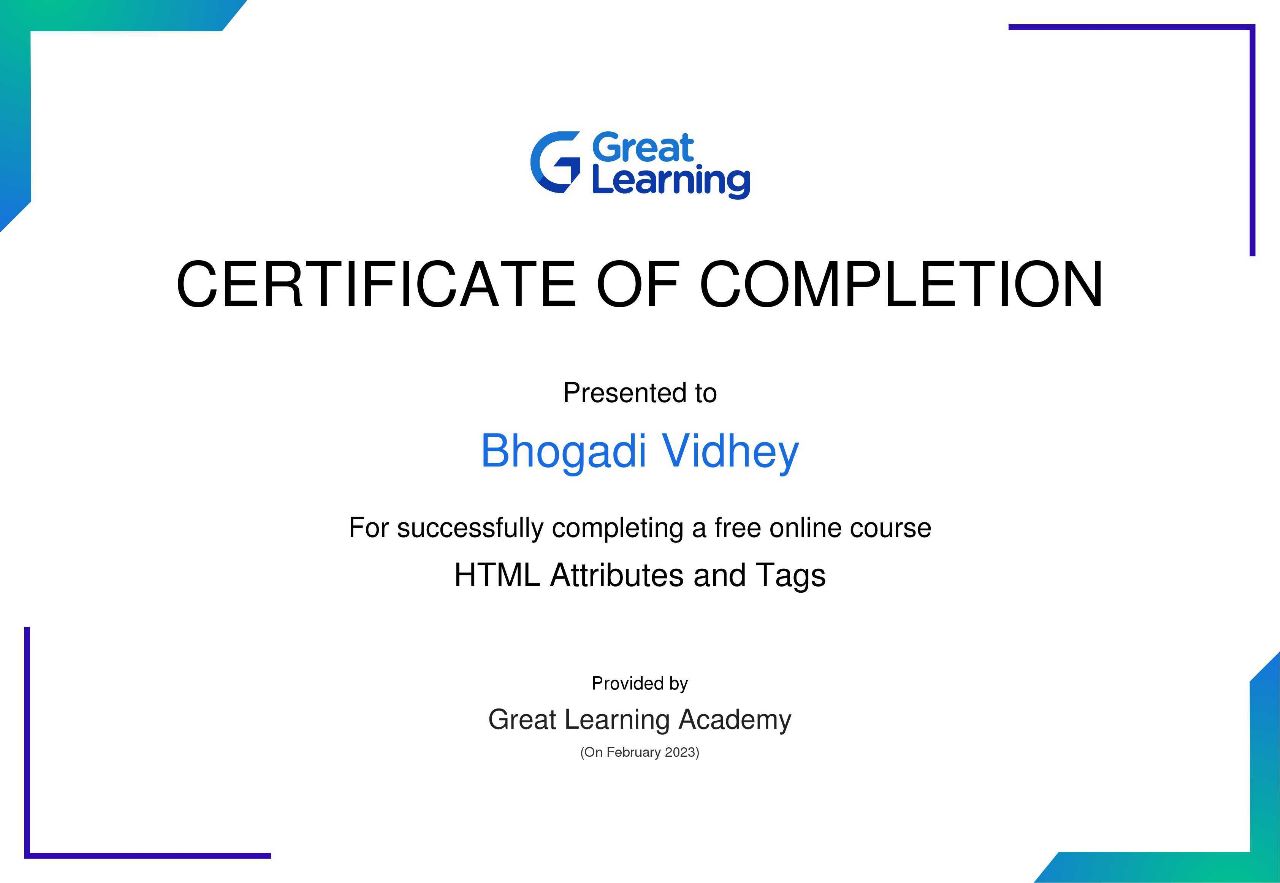 Great
Learning
CERTIFICATE OF COMPLETION
Presented to
Bhogadi Vidhey
For successfully completing a free online course
HTML Attributes and Tags
Provided by
Great Learning Academy
(On February 2023)